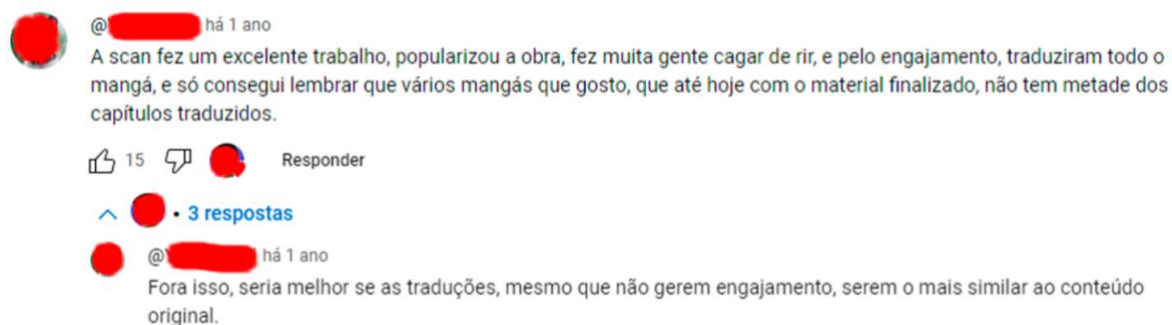 @ há 1 ano
A scan fez um excelente trabalho, popularizou a obra, fez muita gente cagar de rir, e pelo engajamento, traduziram todo o
mangá, e só consegui lembrar que vários mangás que gosto, que até hoje com o material finalizado, não tem metade dos
capítulos traduzidos.
15 Responder
• 3 respostas
@ há 1 ano
Fora isso, seria melhor se as traduções, mesmo que não gerem engajamento, serem o mais similar ao conteúdo
original.